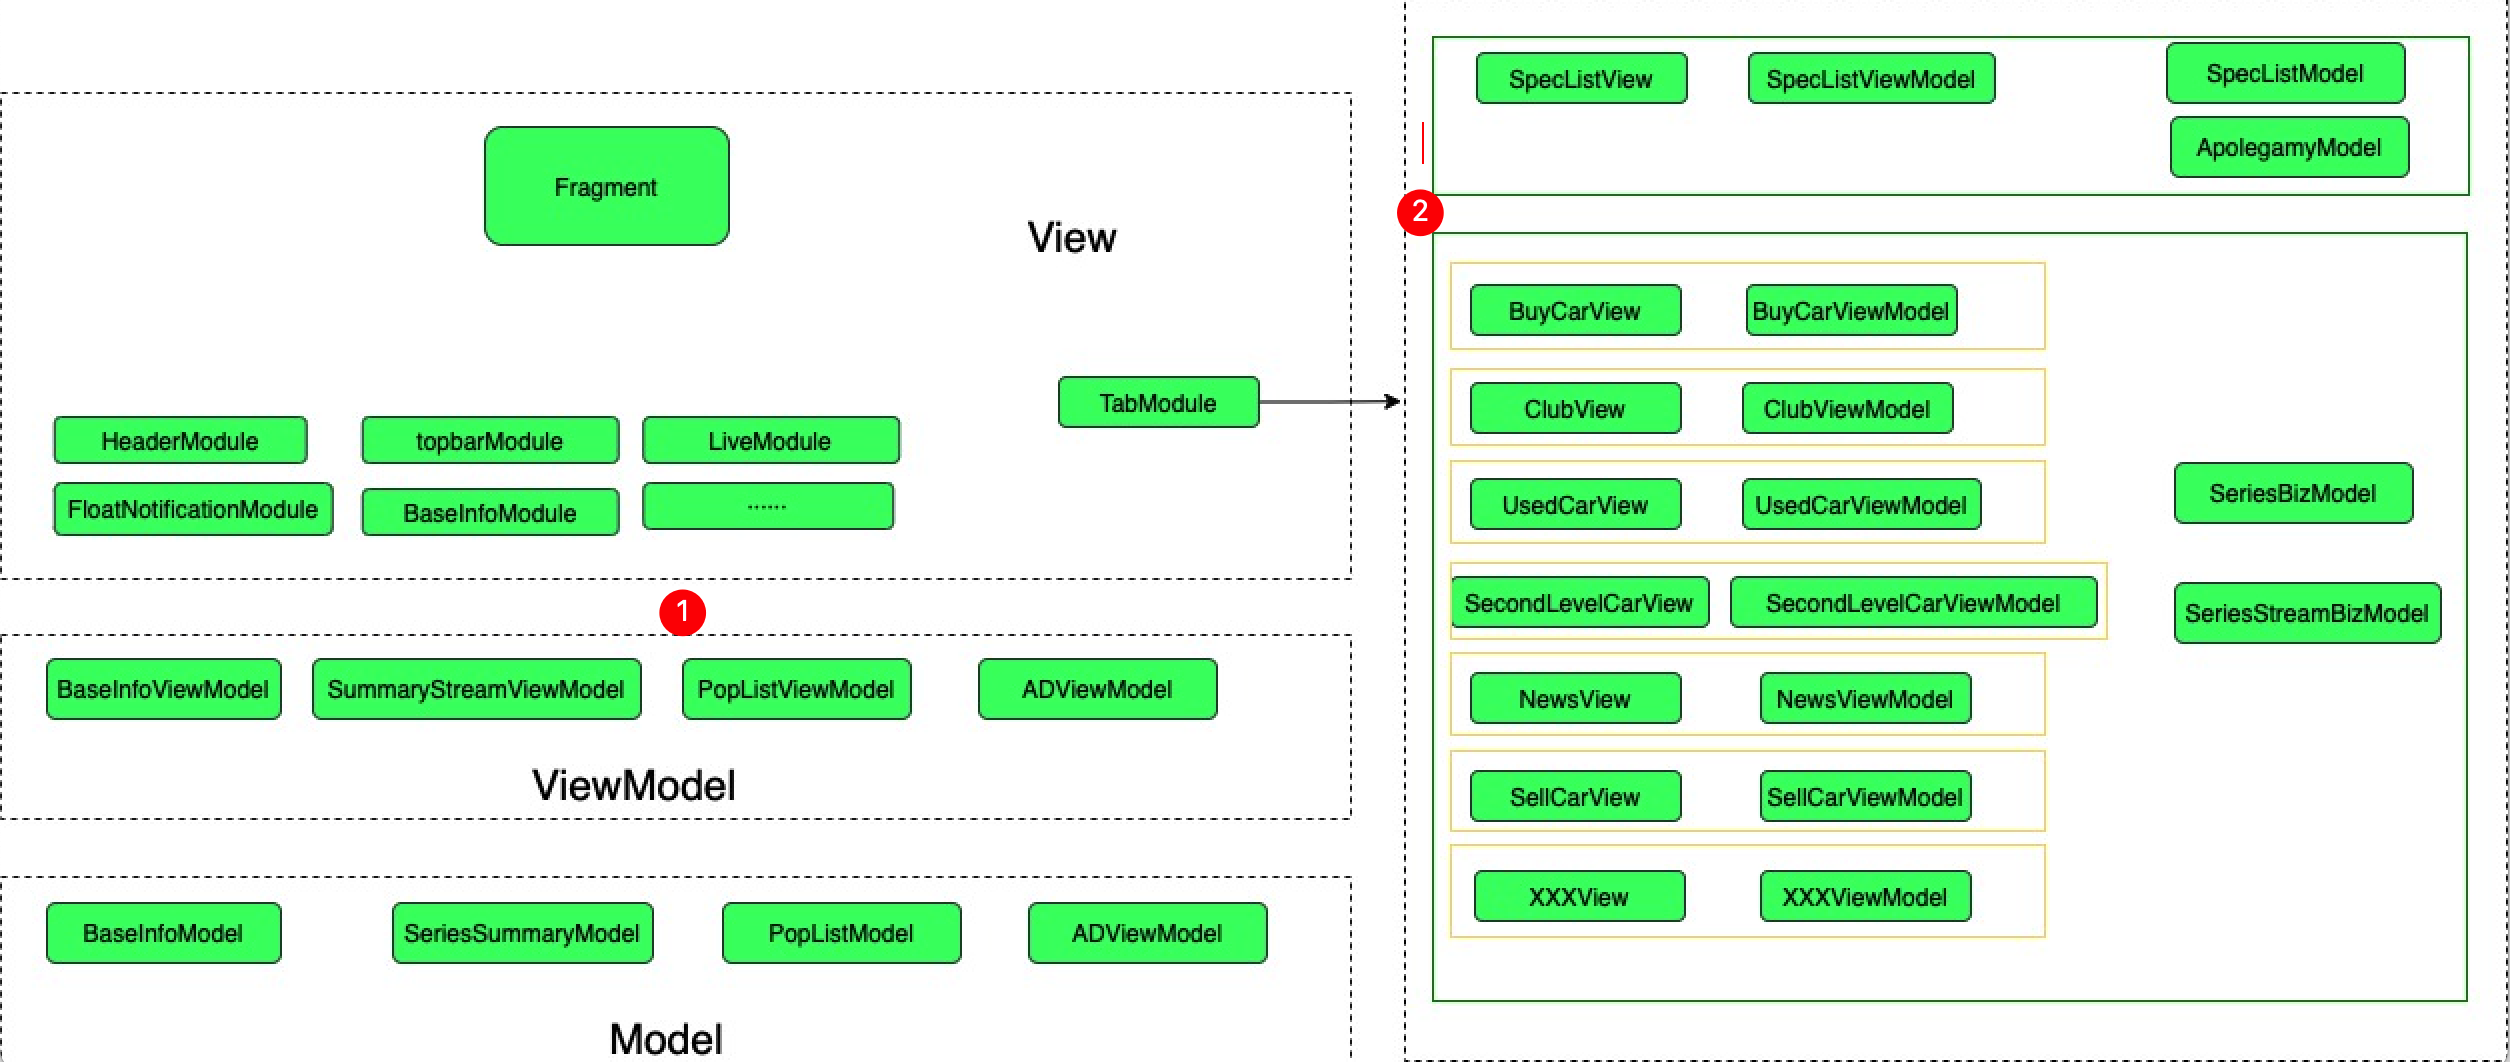 Fragment
View
TabModule
HeaderModule
topbarModule
LiveModule
FloatNotificationModule
BaseInfoModule
······
1
BaseInfoViewModel
SummaryStreamViewModel
PopListViewModel
ADViewModel
ViewModel
BaseInfoModel
SeriesSummaryModel
PopListModel
ADViewModel
Model
SpecListView
SpecListViewModel
SpecListModel
ApolegamyModel
2
BuyCarView
BuyCarViewModel
ClubView
ClubViewModel
UsedCarView
UsedCarViewModel
SecondLevelCarView
SecondLevelCarViewModel
NewsView
NewsViewModel
SellCarView
SellCarViewModel
XXXView
XXXViewModel
SeriesBizModel
SeriesStreamBizModel